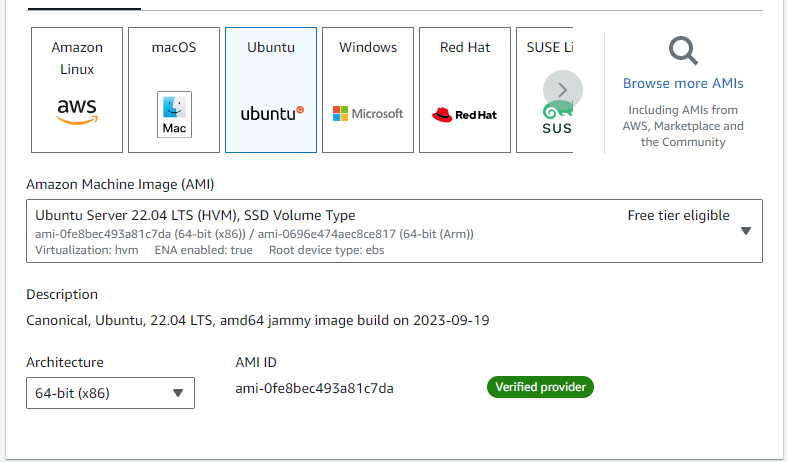 Amazon
Linux
aws
macOS
Mac
Ubuntu
ubuntu
Windows
Microsoft
Red Hat
Red Hat
SUSE Li
SUS
Browse more AMIs
Including AMIs from
AWS, Marketplace and
the Community
Amazon Machine Image (AMI)
Ubuntu Server 22.04 LTS (HVM), SSD Volume Type
Free tier eligible
ami-0fe8bec493a81c7da (64-bit (x86)) / ami-0696e474aec8ce817 (64-bit (Arm))
Virtualization: hvm ENA enabled: true Root device type: ebs
Description
Canonical, Ubuntu, 22.04 LTS, amd64 jammy image build on 2023-09-19
Architecture
64-bit (x86)
AMI ID
ami-0fe8bec493a81c7da
Verified provider